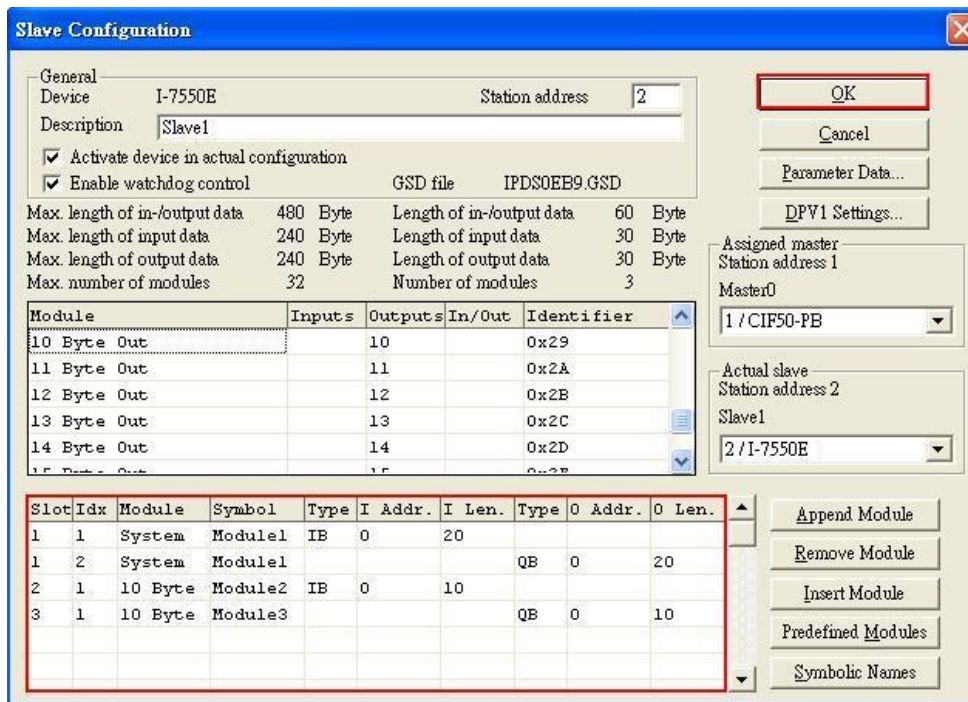 Slave Configuration
General
Device I-7550E Station address 2
Description Slave1
Activate device in actual configuration
Enable watchdog control GSD file IPDS0EB9.GSD
Max. length of in-/output data 480 Byte Length of in-/output data 60 Byte
Max. length of input data 240 Byte Length of input data 30 Byte
Max. length of output data 240 Byte Length of output data 30 Byte
Max. number of modules 32 Number of modules 3
OK
Cancel
Parameter Data...
DPV1 Settings...
Assigned master
Station address 1
Master0
1 / CIF50-PB
Actual slave
Station address 2
Slave1
2 / I-7550E
Module Inputs Outputs In/Out Identifier
10 Byte Out 10 0x29
11 Byte Out 11 0x2A
12 Byte Out 12 0x2B
13 Byte Out 13 0x2C
14 Byte Out 14 0x2D
Slot Idx Module Symbol Type I Addr. I Len. Type O Addr. O Len.
1 1 System Module1 IB 0 20
1 2 System Module1 QB 0 20
2 1 10 Byte Module2 IB 0 10
3 1 10 Byte Module3 QB 0 10
Append Module
Remove Module
Insert Module
Predefined Modules
Symbolic Names